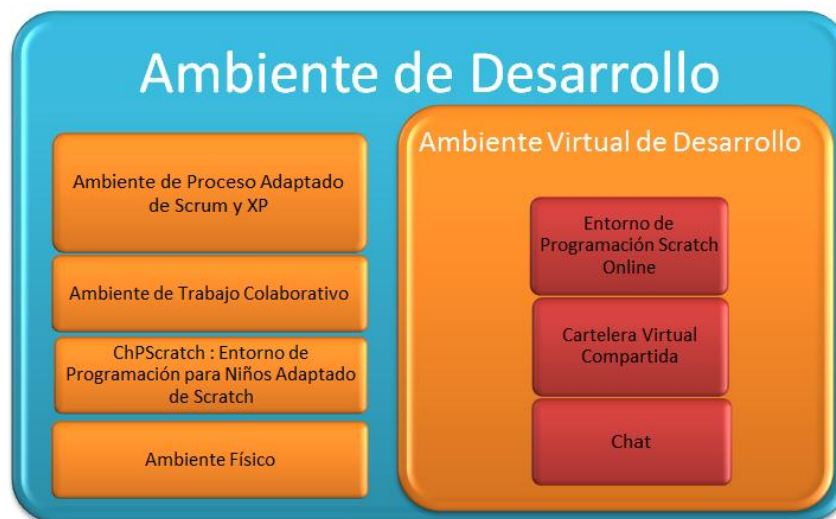 Ambiente de Desarrollo
Ambiente de Proceso Adaptado
de Scrum y XP
Ambiente de Trabajo Colaborativo
ChPScratch : Entorno de
Programación para Niños Adaptado
de Scratch
Ambiente Físico
Ambiente Virtual de Desarrollo
Entorno de
Programación Scratch
Online
Cartelera Virtual
Compartida
Chat